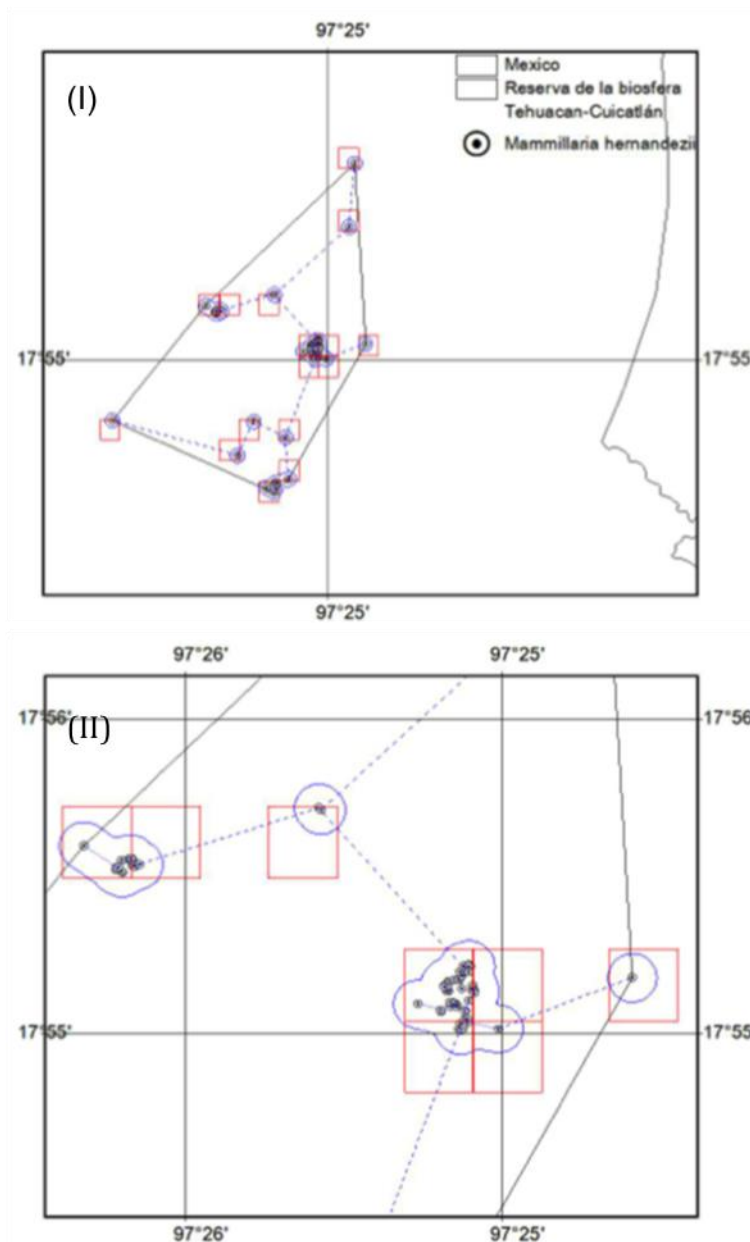 97°25'
(I)
Mexico
Reserva de la biosfera
Tehuacan-Cuicatlán
Mammillaria hernandezii
17°55'
17°55
97°25'
97°26'
97°25'
17°56'
17°56'
(II)
17°55'
17°55'
97°26'
97°25'